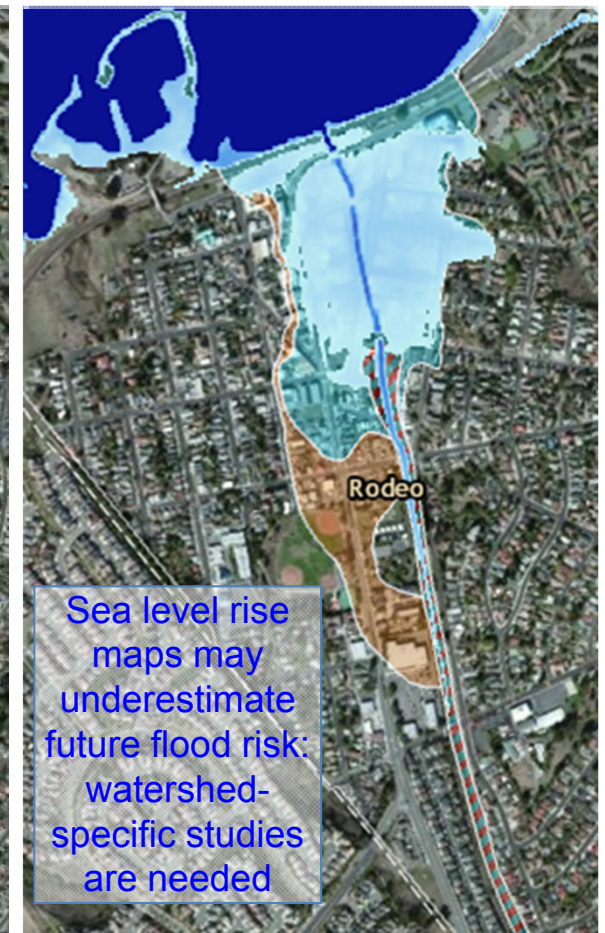 Rodeo
Sea level rise
maps may
underestimate
future flood risk:
watershed-
specific studies
are needed